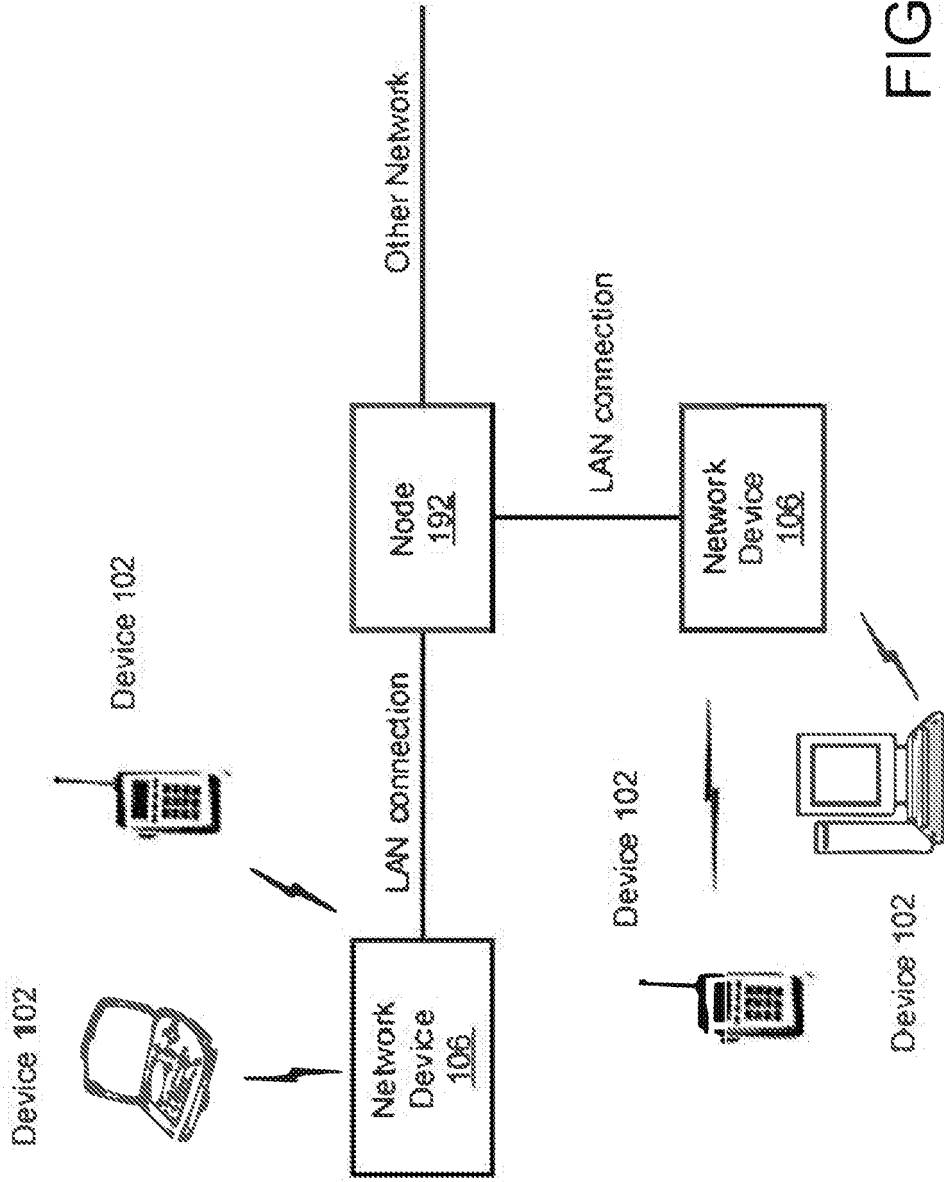 Device 102
Device 102
Network
Device
106
LAN connection
Node
192
Other Network
LAN connection
Device 102
Network
Device
106
Device 102
FIG